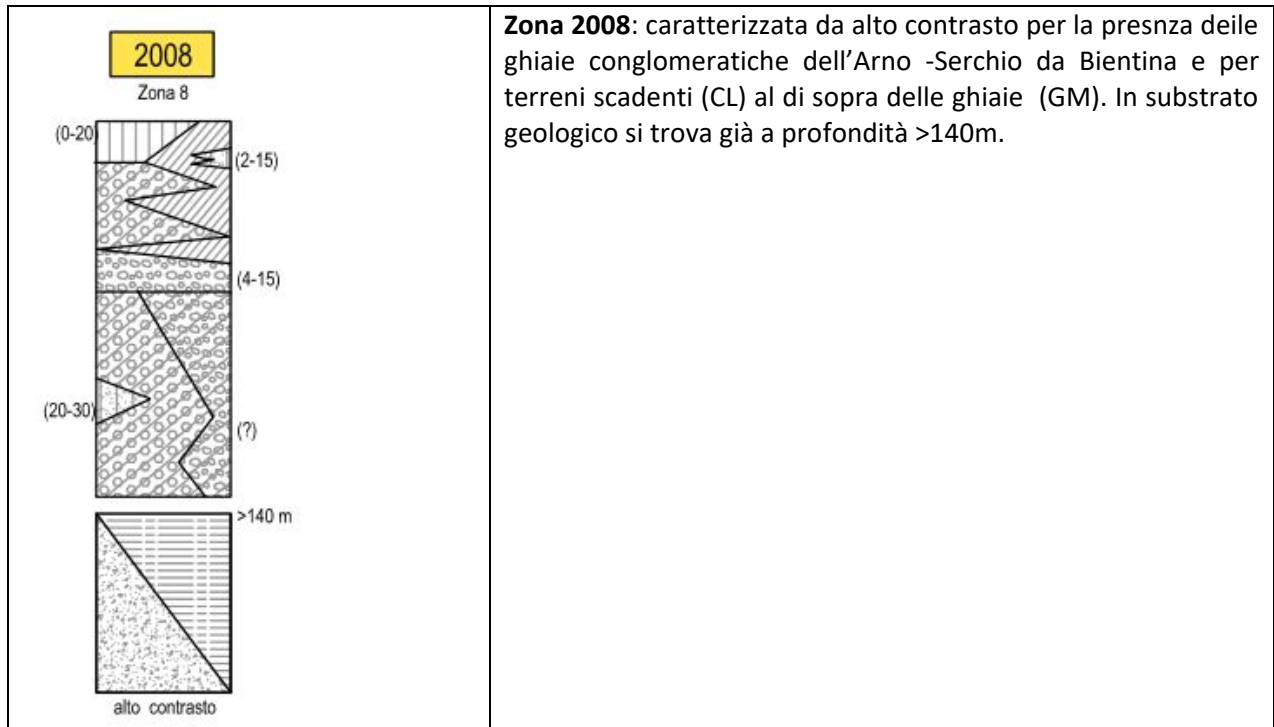 2008
Zona 8
(0-20)
(2-15)
(4-15)
(20-30)
(?)
>140 m
alto contrasto
Zona 2008: caratterizzata da alto contrasto per la presnza deile
ghiaie conglomeratiche dell’Arno -Serchio da Bientina e per
terreni scadenti (CL) al di sopra delle ghiaie (GM). In substrato
geologico si trova già a profondità >140m.